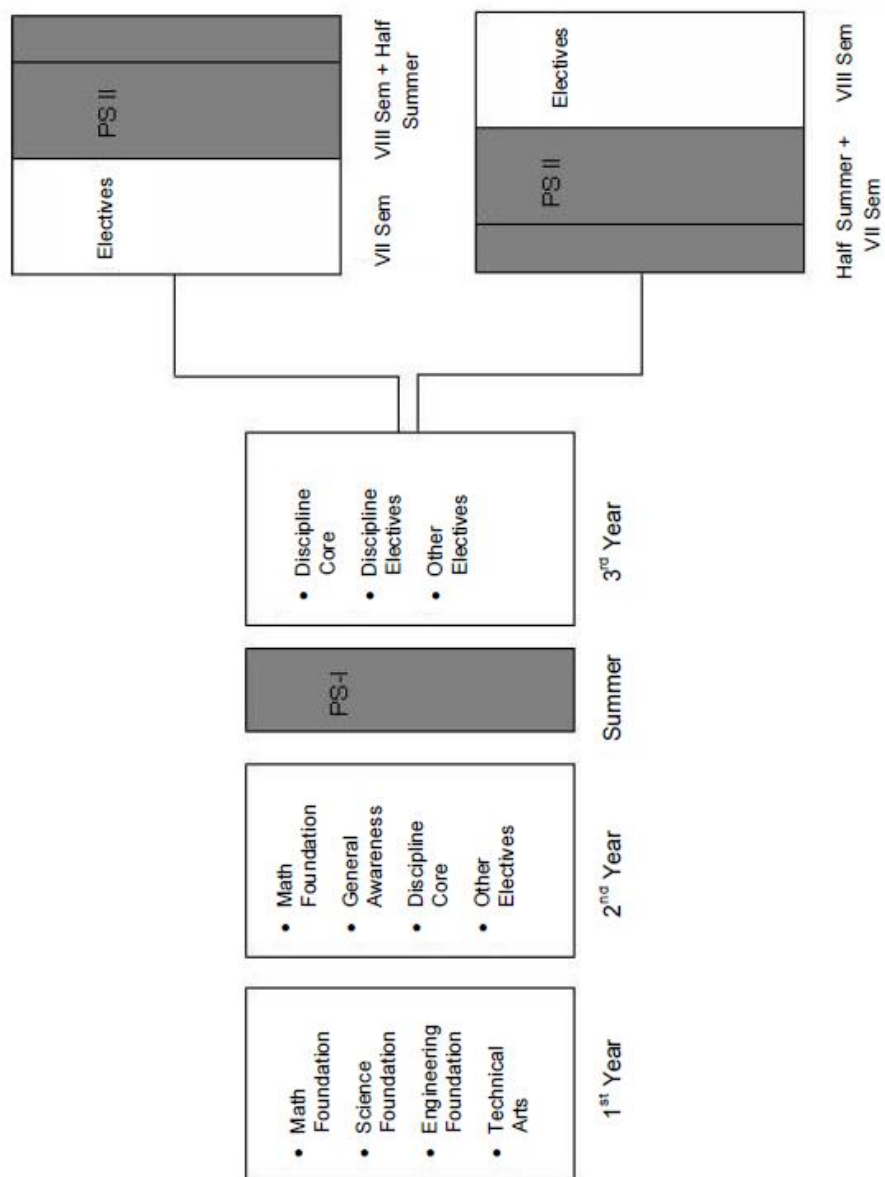 • Math
Foundation
• Science
Foundation
• Engineering
Foundation
• Technical
Arts
1st Year
• Math
Foundation
• General
Awareness
• Discipline
Core
• Other
Electives
2nd Year
PS-I
Summer
• Discipline
Core
• Discipline
Electives
• Other
Electives
3rd Year
Electives
PS II
VII Sem
VIII Sem + Half
Summer
PS II
Electives
Half Summer +
VII Sem
VIII Sem